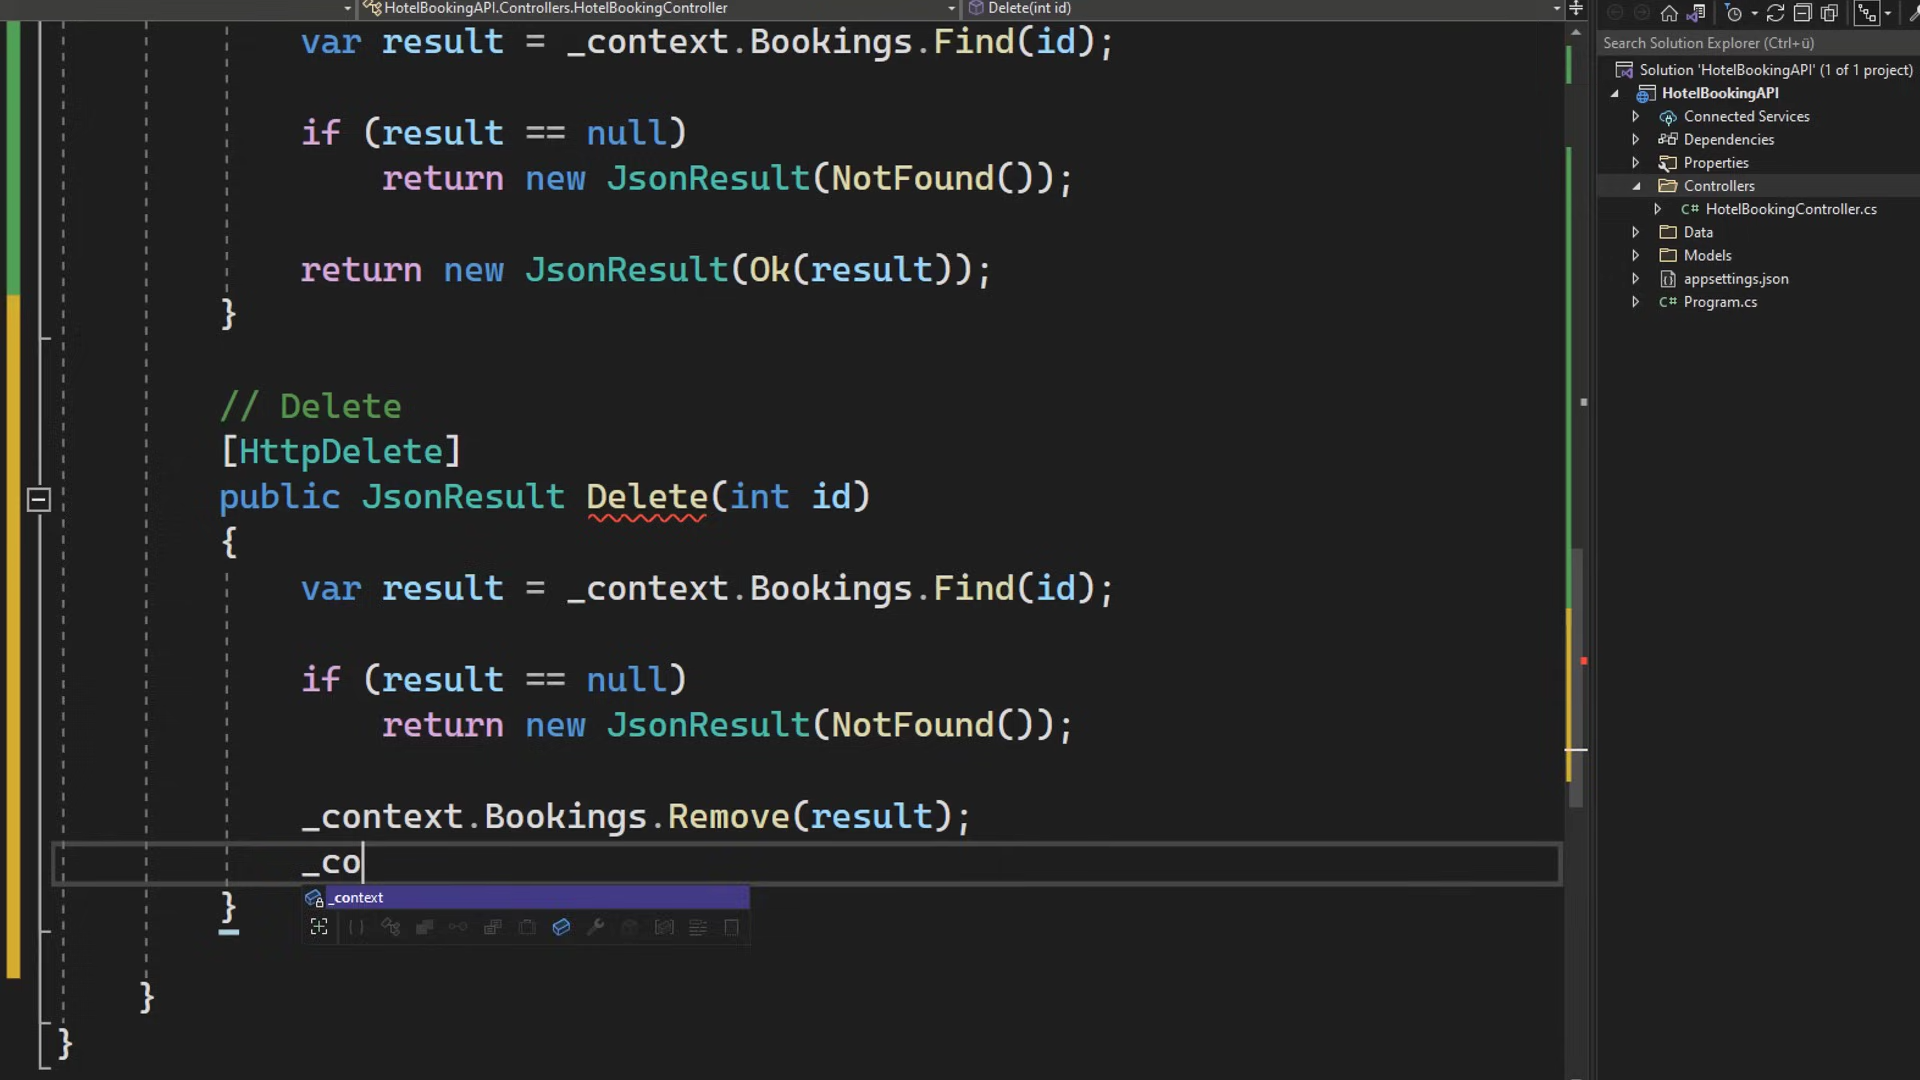 HotelBookingAPI.Controllers.HotelBookingController
Delete(int id)
var result = _context.Bookings.Find(id);
if (result == null)
return new JsonResult(NotFound());
return new JsonResult(Ok(result));
}
// Delete
[HttpDelete]
public JsonResult Delete(int id)
{
var result = _context.Bookings.Find(id);
if (result == null)
return new JsonResult(NotFound());
_context.Bookings.Remove(result);
_co
_context
}
}
}
Search Solution Explorer (Ctrl+ü)
Solution 'HotelBookingAPI' (1 of 1 project)
HotelBookingAPI
Connected Services
Dependencies
Properties
Controllers
C# HotelBookingController.cs
Data
Models
appsettings.json
C# Program.cs